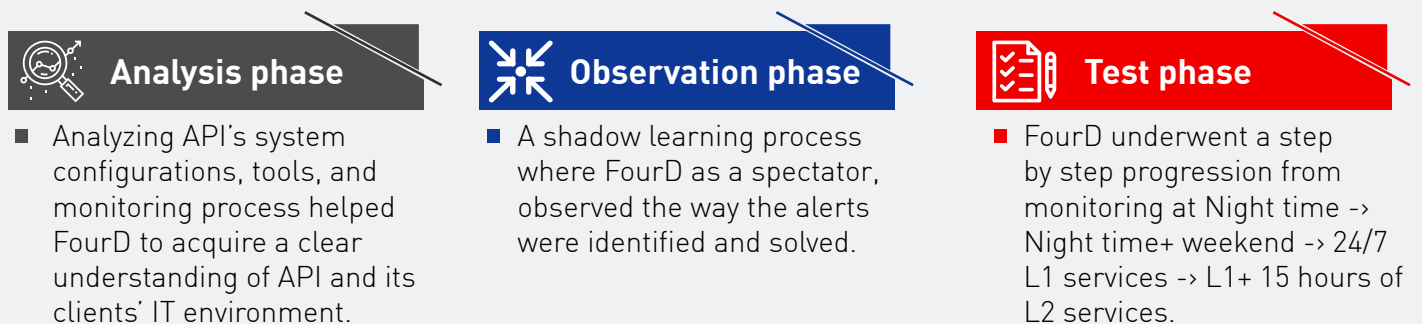 Analysis phase
Analyzing API's system
configurations, tools, and
monitoring process helped
FourD to acquire a clear
understanding of API and its
clients' IT environment.
Observation phase
A shadow learning process
where FourD as a spectator,
observed the way the alerts
were identified and solved.
Test phase
FourD underwent a step
by step progression from
monitoring at Night time ->
Night time+ weekend -> 24/7
L1 services -> L1+ 15 hours of
L2 services.